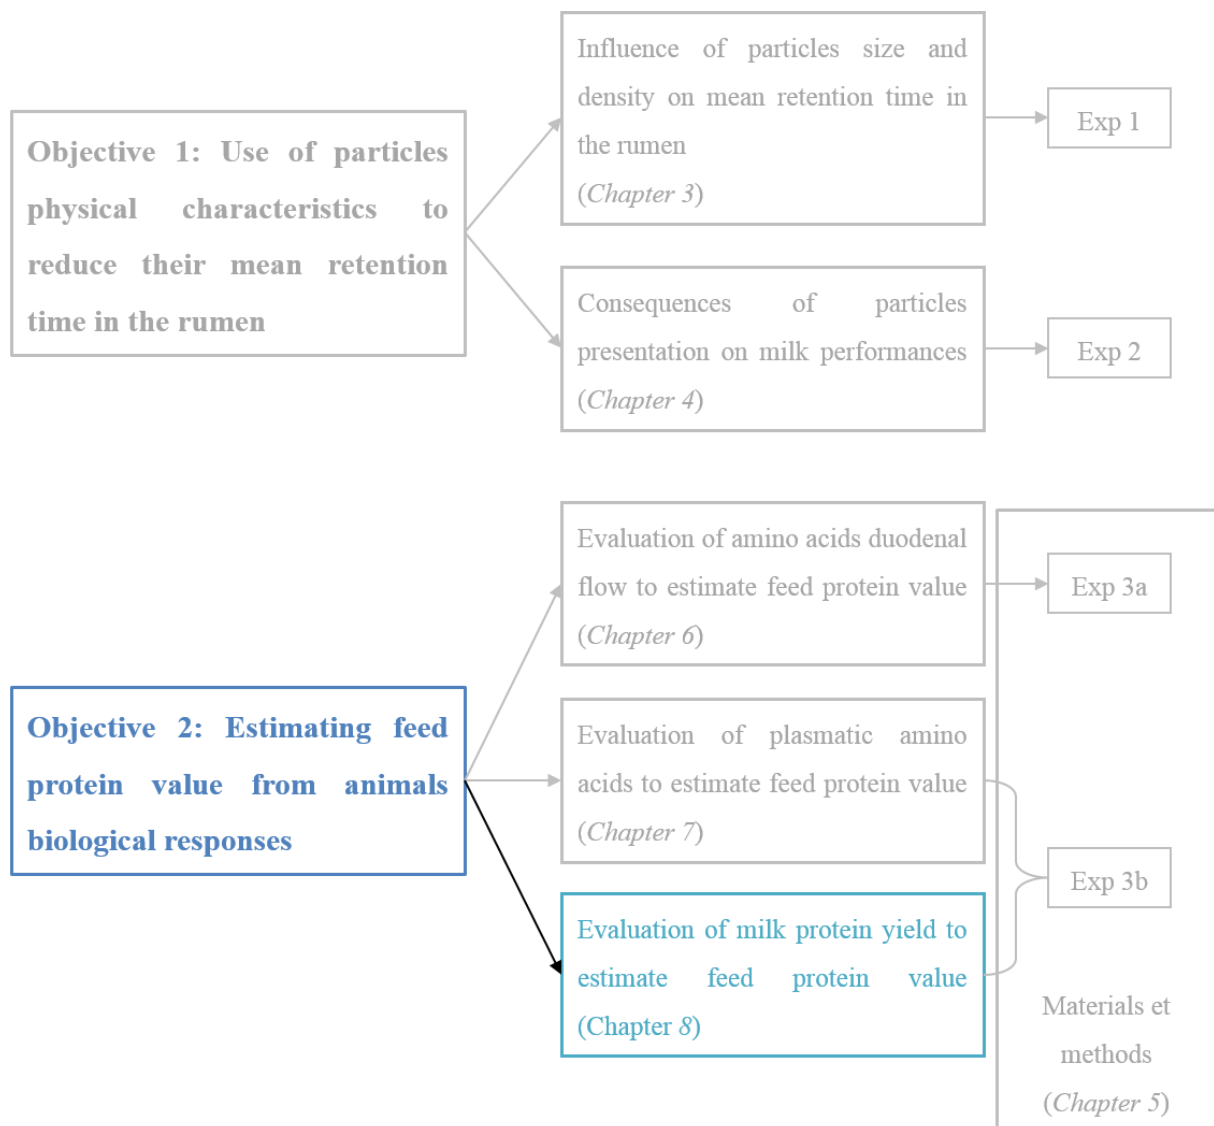 Influence of particles size and
density on mean retention time in
the rumen
(Chapter 3)
Exp 1
Objective 1: Use of particles
physical characteristics to
reduce their mean retention
time in the rumen
Consequences of particles
presentation on milk performances
(Chapter 4)
Exp 2
Evaluation of amino acids duodenal
flow to estimate feed protein value
(Chapter 6)
Exp 3a
Objective 2: Estimating feed
protein value from animals
biological responses
Evaluation of plasmatic amino
acids to estimate feed protein value
(Chapter 7)
Exp 3b
Evaluation of milk protein yield to
estimate feed protein value
(Chapter 8)
Materials et
methods
(Chapter 5)